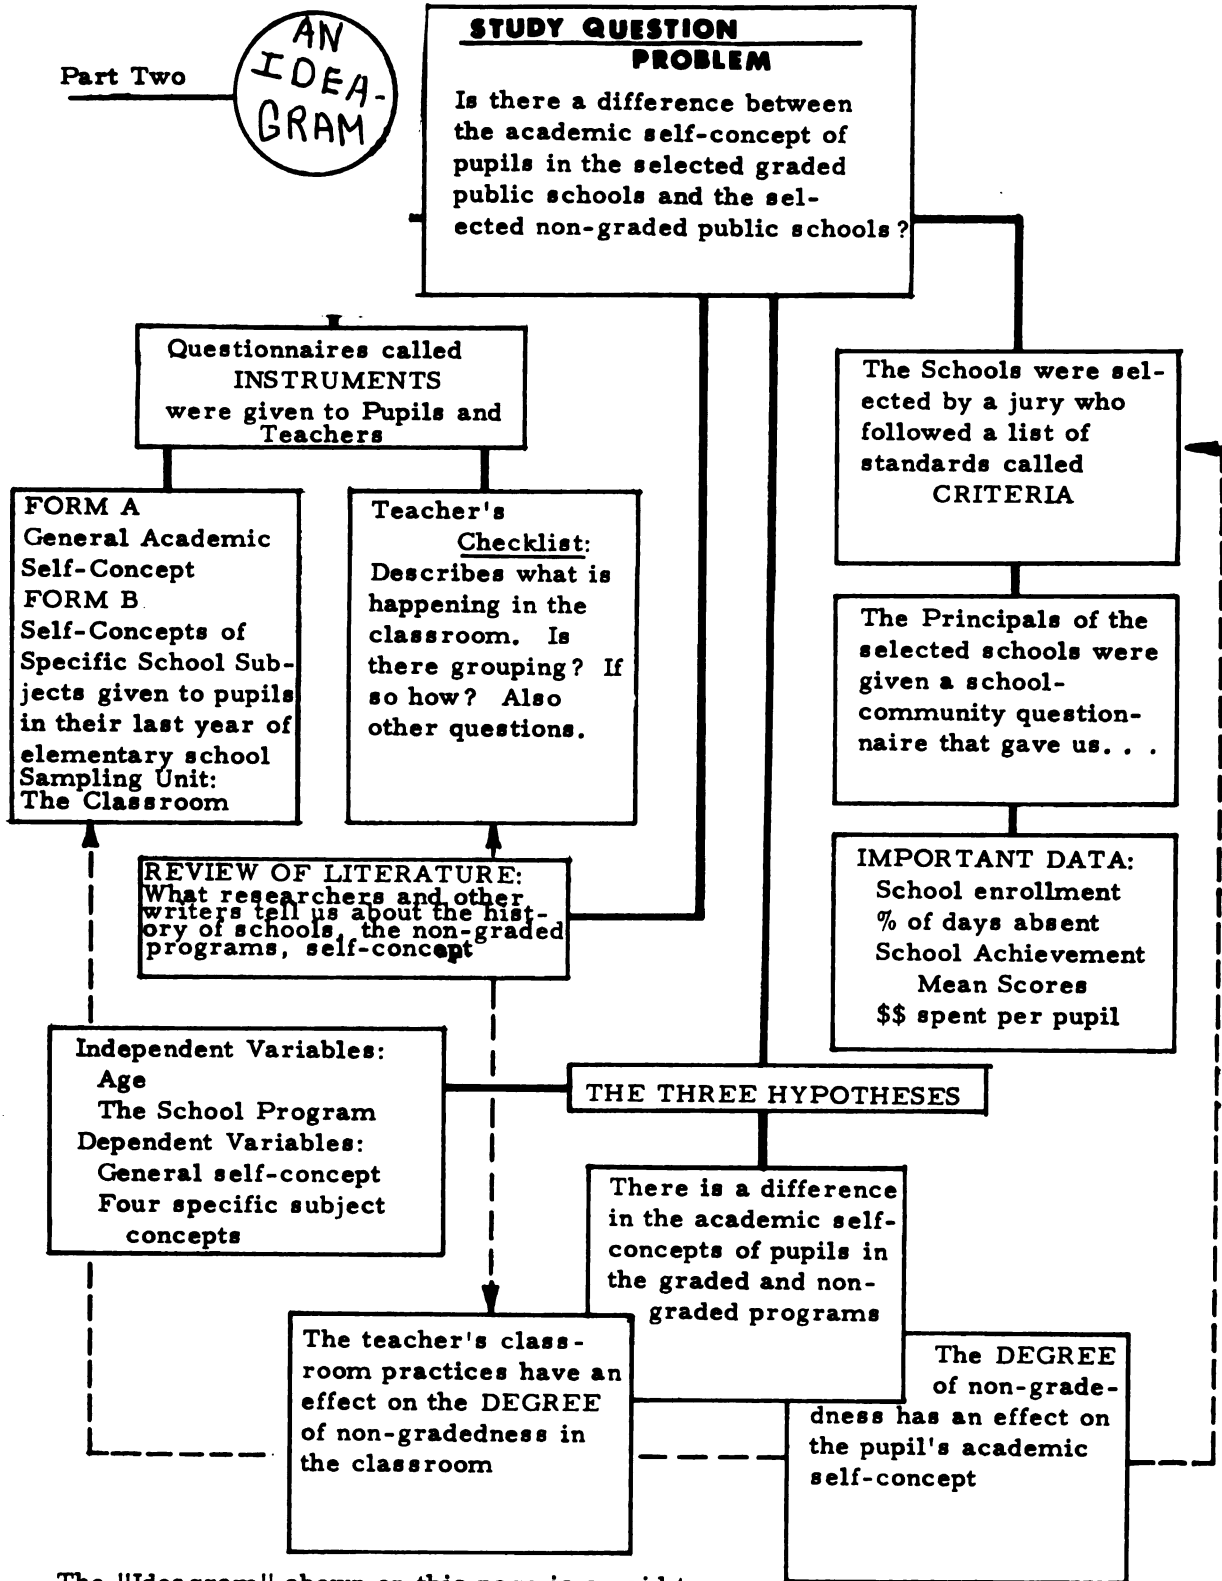 Part Two
AN
IDEA-
GRAM
STUDY QUESTION
PROBLEM
Is there a difference between
the academic self-concept of
pupils in the selected graded
public schools and the sel-
ected non-graded public schools?
Questionnaires called
INSTRUMENTS
were given to Pupils and
Teachers
FORM A
General Academic
Self-Concept
FORM B
Self-Concepts of
Specific School Sub-
jects given to pupils
in their last year of
elementary school
Sampling Unit:
The Classroom
Teacher's
Checklist:
Describes what is
happening in the
classroom. Is
there grouping? If
so how? Also
other questions.
The Schools were sel-
ected by a jury who
followed a list of
standards called
CRITERIA
The Principals of the
selected schools were
given a school-
community question-
naire that gave us. . .
IMPORTANT DATA:
School enrollment
% of days absent
School Achievement
Mean Scores
$$ spent per pupil
REVIEW OF LITERATURE:
What researchers and other
writers tell us about the hist-
ory of schools, the non-graded
programs, self-concept
Independent Variables:
Age
The School Program
Dependent Variables:
General self-concept
Four specific subject
concepts
THE THREE HYPOTHESES
There is a difference
in the academic self-
concepts of pupils in
the graded and non-
graded programs
The teacher's class-
room practices have an
effect on the DEGREE
of non-gradedness in
the classroom
The DEGREE
of non-grade-
dness has an effect on
the pupil's academic
self-concept
The "Ideagram" shown on this page is an aid to